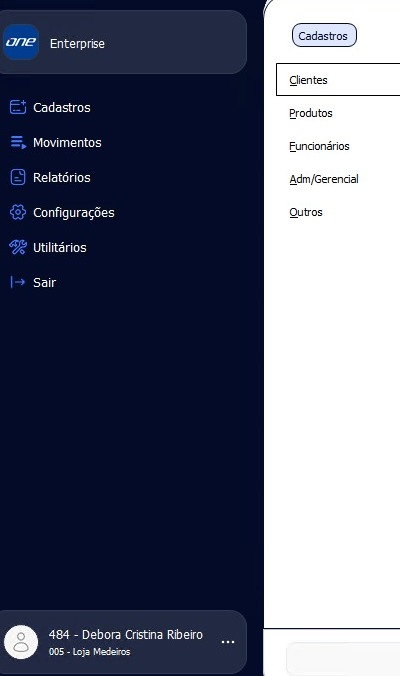 one
Enterprise
Cadastros
Movimentos
Relatórios
Configurações
Utilitários
Sair
484 - Debora Cristina Ribeiro
005 - Loja Medeiros
...
Cadastros
Clientes
Produtos
Funcionários
Adm/Gerencial
Outros